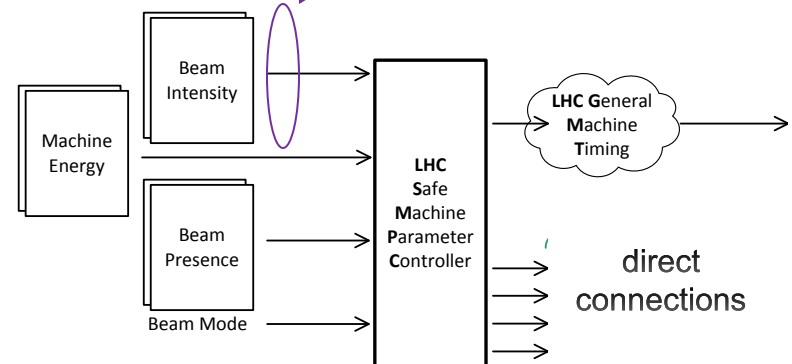 Beam
Intensity
Machine
Energy
Beam
Presence
Beam Mode
LHC
Safe
Machine
Parameter
Controller
LHC General
Machine
Timing
direct
connections